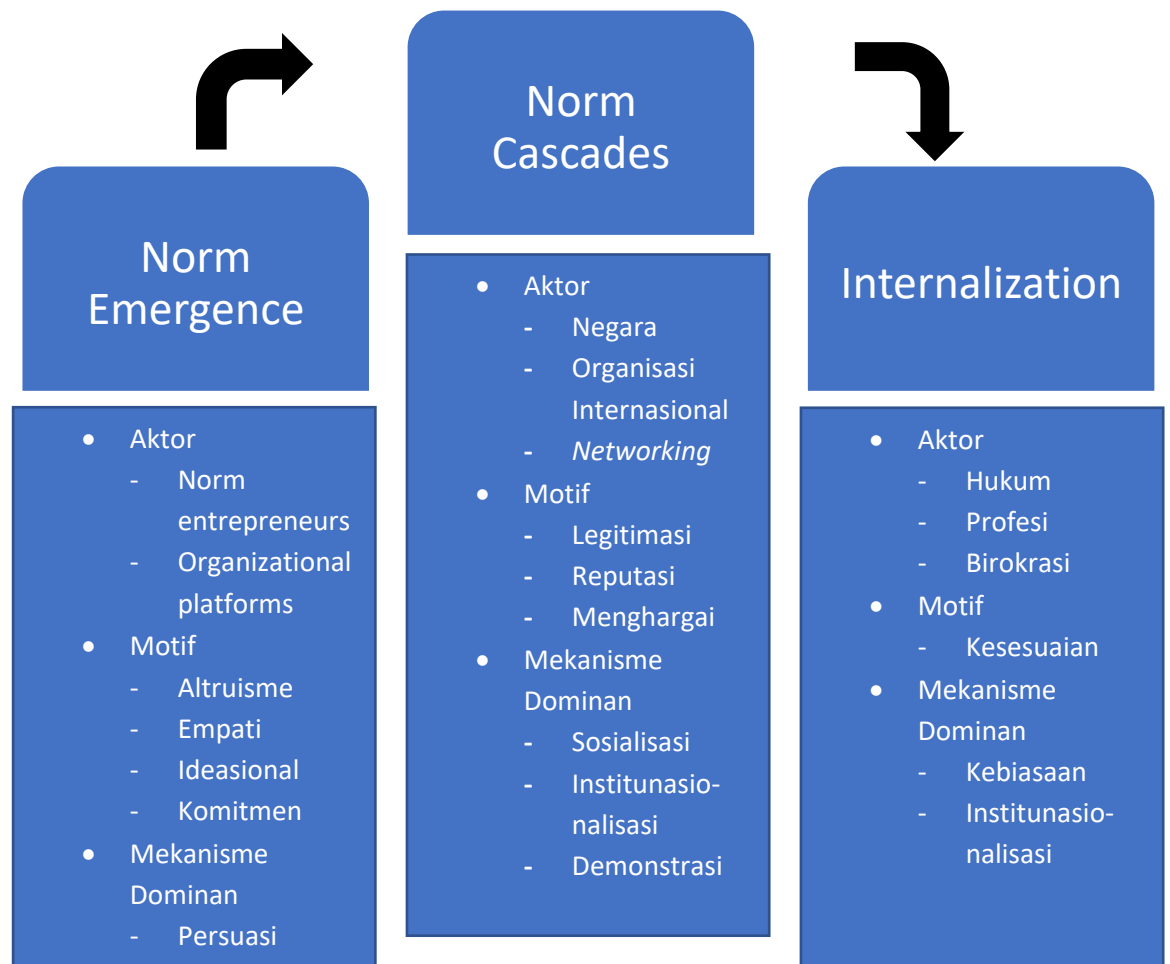 Norm
Emergence
• Aktor
- Norm
entrepreneurs
- Organizational
platforms
• Motif
- Altruisme
- Empati
- Ideasional
- Komitmen
• Mekanisme
Dominan
- Persuasi
Norm
Cascades
• Aktor
- Negara
- Organisasi
Internasional
- Networking
• Motif
- Legitimasi
- Reputasi
- Menghargai
• Mekanisme
Dominan
- Sosialisasi
- Institunasio-
nalisasi
- Demonstrasi
Internalization
• Aktor
- Hukum
- Profesi
- Birokrasi
• Motif
- Kesesuaian
• Mekanisme
Dominan
- Kebiasaan
- Institunasio-
nalisasi